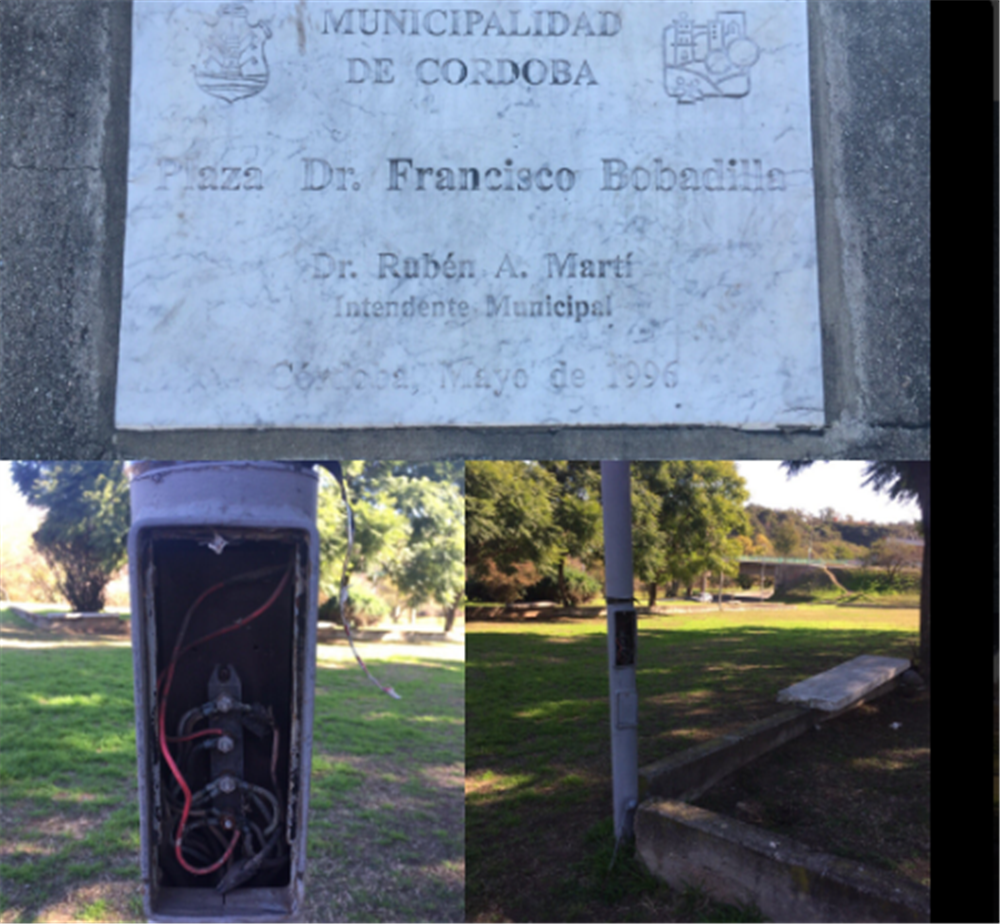 MUNICIPALIDAD
DE CORDOBA
Plaza Dr. Francisco Bobadilla
Dr. Rubén A. Martí
Intendente Municipal
Córdoba, Mayo de 1996